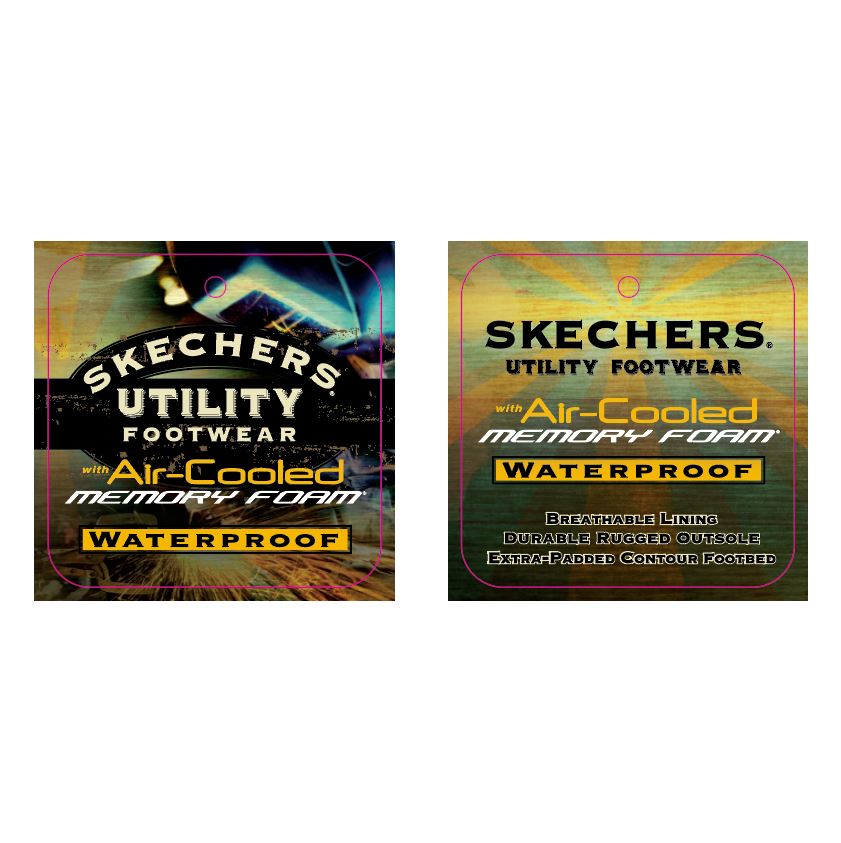 SKECHERS®
UTILITY
FOOTWEAR
with Air-Cooled
MEMORY FOAM®
WATERPROOF
SKECHERS®
UTILITY FOOTWEAR
with Air-Cooled
MEMORY FOAM®
WATERPROOF
BREATHABLE LINING
DURABLE RUGGED OUTSOLE
EXTRA-PADDED CONTOUR FOOTBED